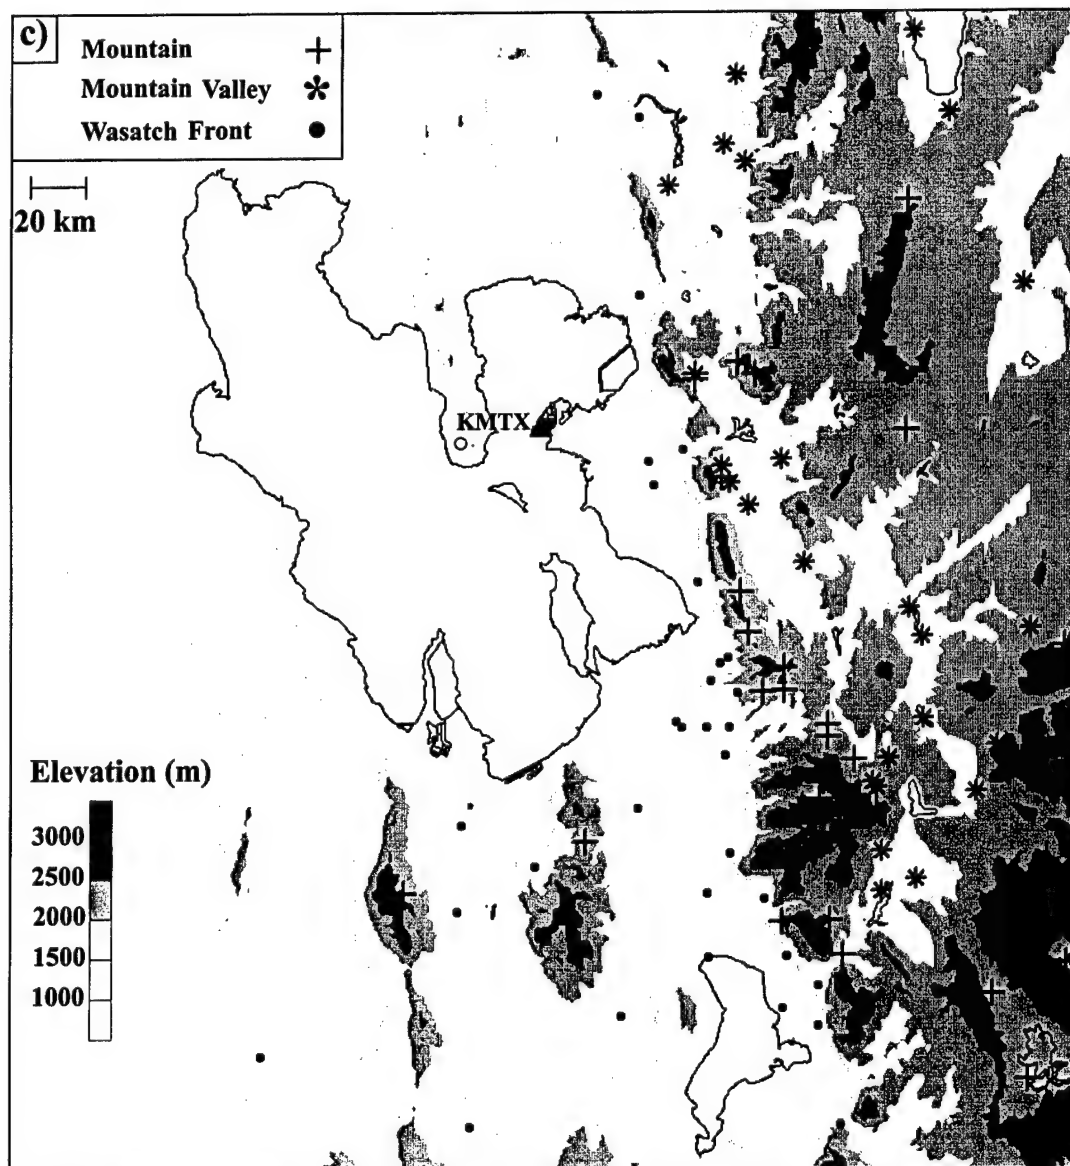 c)
Mountain
Mountain Valley
Wasatch Front
20 km
KMTX
Elevation (m)
3000
2500
2000
1500
1000